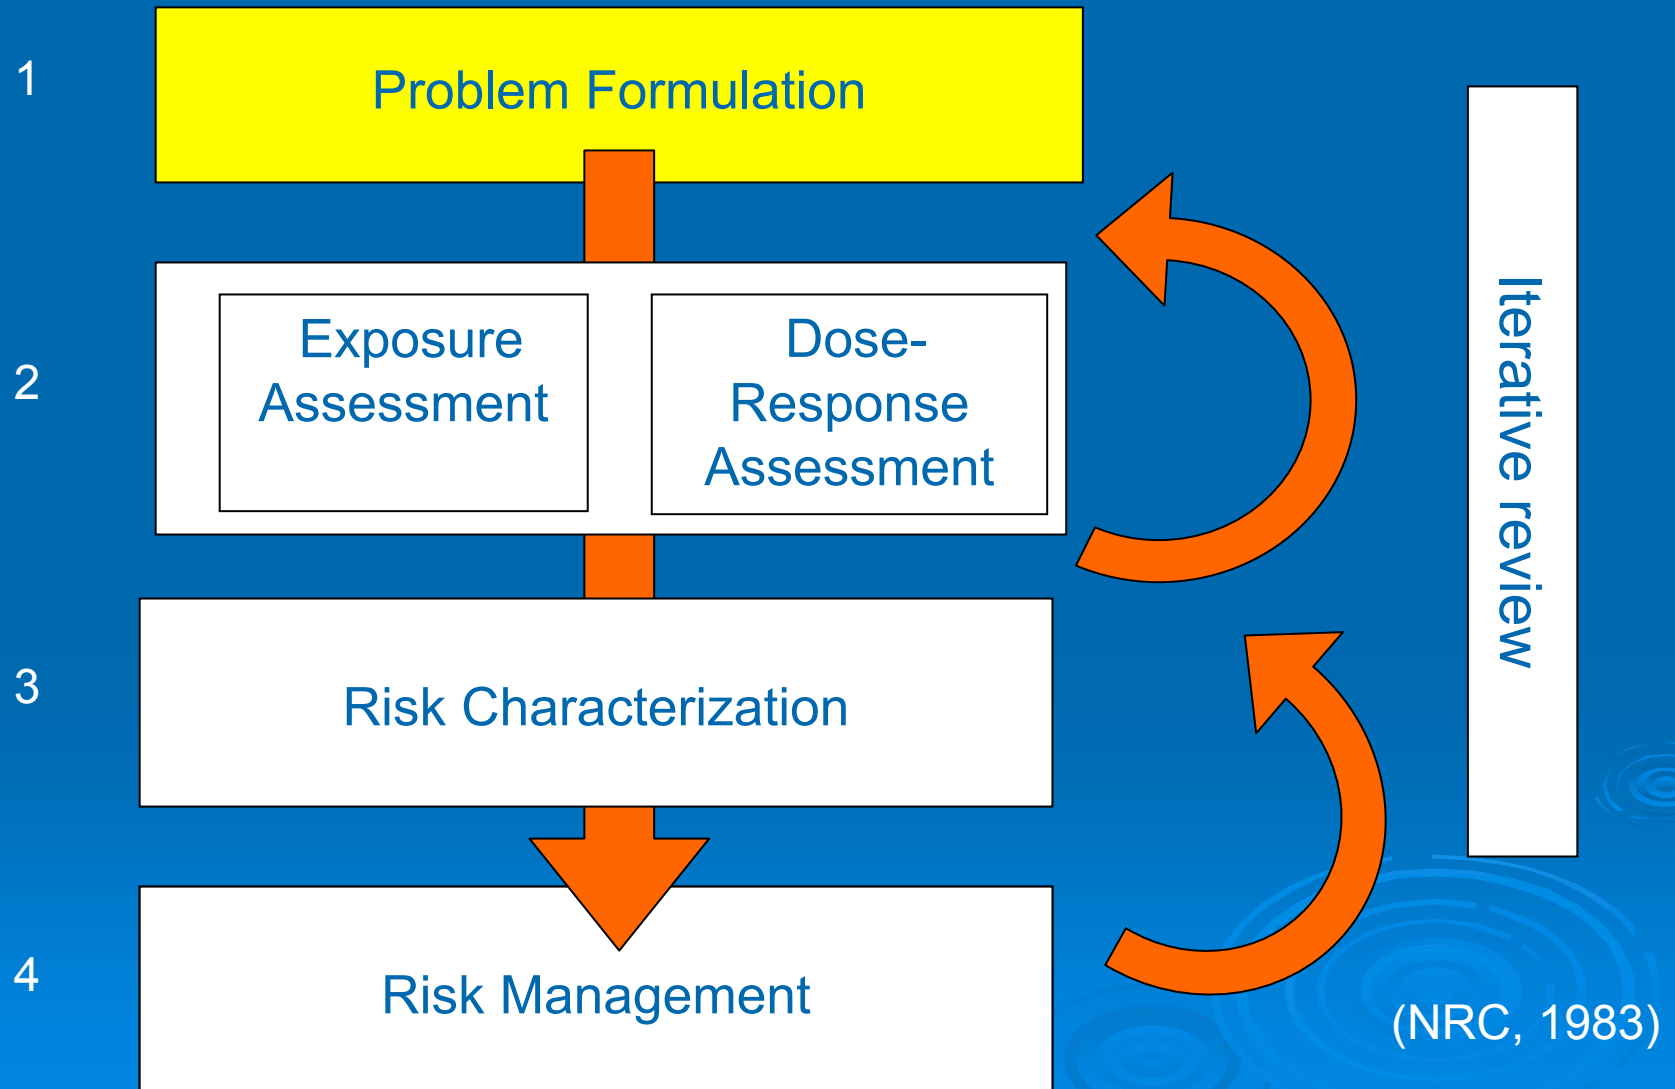 1
Problem Formulation
2
Exposure
Assessment
Dose-
Response
Assessment
3
Risk Characterization
4
Risk Management
Iterative review
(NRC, 1983)